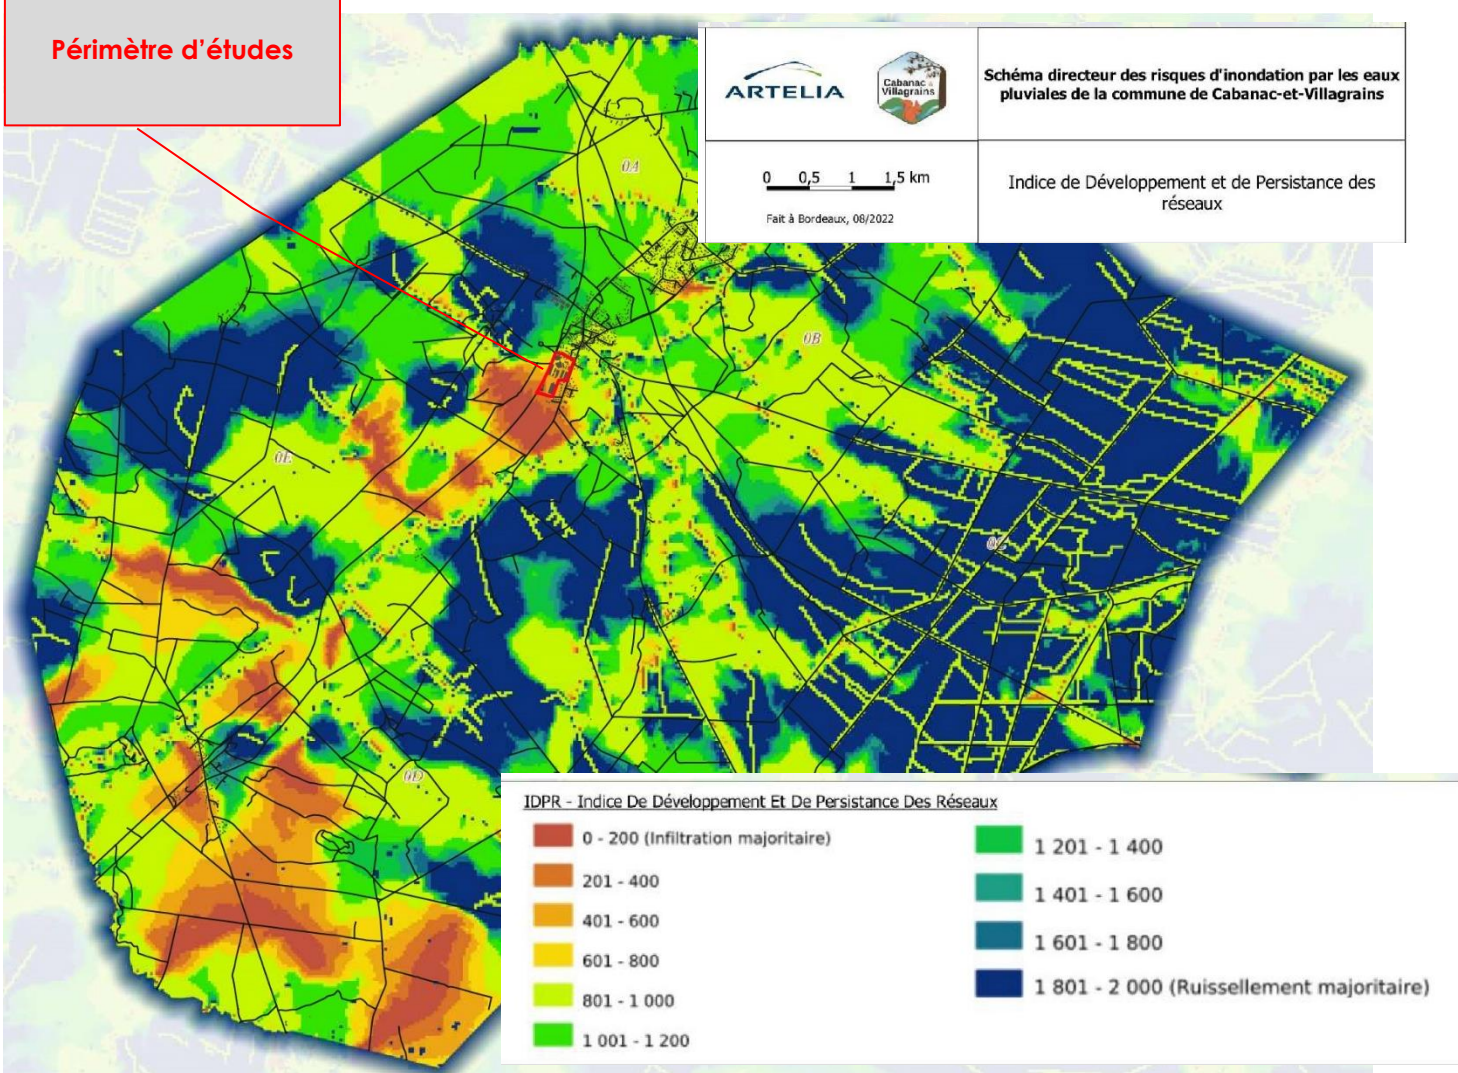 Périmètre d'études
ARTELIA
Cabanac
Villagrains
Schéma directeur des risques d'inondation par les eaux
pluviales de la commune de Cabanac-et-Villagrains
0 0,5 1 1,5 km
Fait à Bordeaux, 08/2022
Indice de Développement et de Persistance des
réseaux
0A
0B
0E
0C
0D
IDPR - Indice De Développement Et De Persistance Des Réseaux
0 - 200 (Infiltration majoritaire)
201 - 400
401 - 600
601 - 800
801 - 1 000
1 001 - 1 200
1 201 - 1 400
1 401 - 1 600
1 601 - 1 800
1 801 - 2 000 (Ruissellement majoritaire)